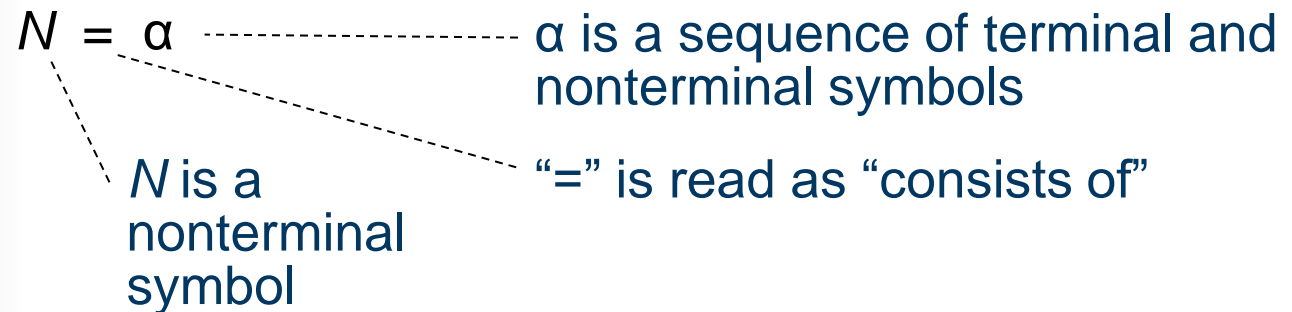 N = α
α is a sequence of terminal and
nonterminal symbols
N is a
nonterminal
symbol
“=” is read as “consists of”